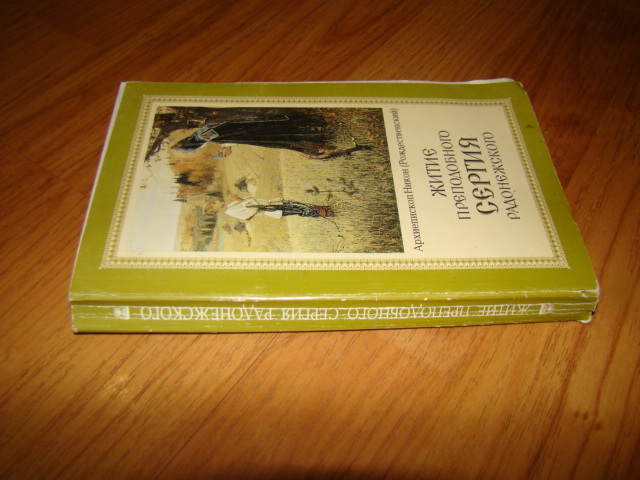 Архиепископ Никон (Рождественский)
ЖИТИЕ
ПРЕПОДОБНОГО
СЕРГИЯ
РАДОНЕЖСКОГО
ЖИТИЕ ПРЕПОДОБНОГО СЕРГИЯ РАДОНЕЖСКОГО